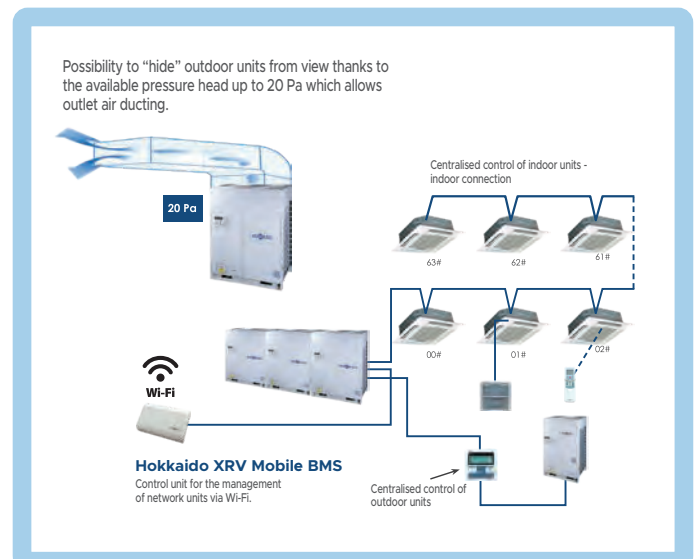 Possibility to “hide” outdoor units from view thanks to
the available pressure head up to 20 Pa which allows
outlet air ducting.
20 Pa
Centralised control of indoor units -
indoor connection
63#
62#
61#
00#
01#
02#
Wi-Fi
Hokkaido XRV Mobile BMS
Control unit for the management
of network units via Wi-Fi.
Centralised control of
outdoor units